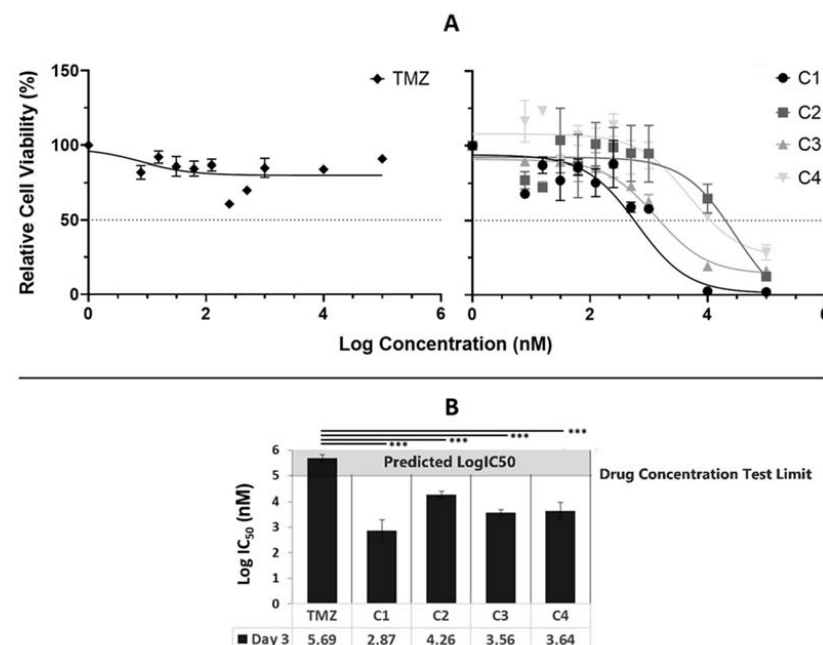 A
Relative Cell Viability (%)
150
100
50
0
0
2
4
6
TMZ
0
2
4
6
C1
C2
C3
C4
Log Concentration (nM)
B
***
***
***
***
Log IC50 (nM)
6
5
4
3
2
1
0
Predicted LogIC50
Drug Concentration Test Limit
TMZ C1 C2 C3 C4
Day 3 5.69 2.87 4.26 3.56 3.64